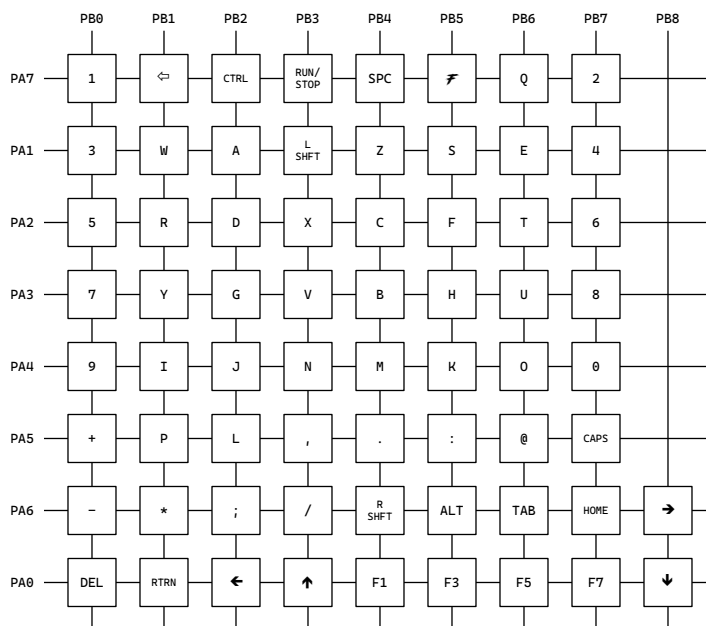 PB0 PB1 PB2 PB3 PB4 PB5 PB6 PB7 PB8
PA7 1 ⇦ CTRL RUN/STOP SPC Q 2
PA1 3 W A L SHFT Z S E 4
PA2 5 R D X C F T 6
PA3 7 Y G V B H U 8
PA4 9 I J N M K O 0
PA5 + P L , . : @ CAPS
PA6 - * ; / R SHFT ALT TAB HOME →
PA0 DEL RTRN ← ↑ F1 F3 F5 F7 ↓